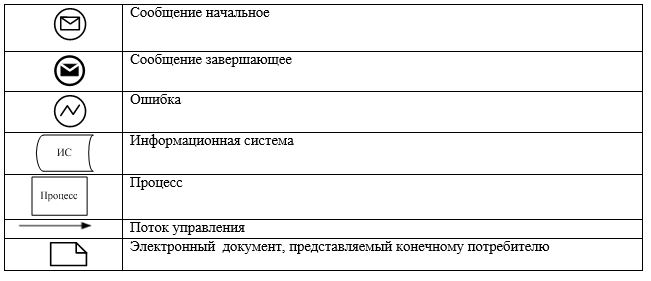 Сообщение начальное
Сообщение завершающее
Ошибка
ИС
Информационная система
Процесс
Процесс
Поток управления
Электронный документ, представляемый конечному потребителю